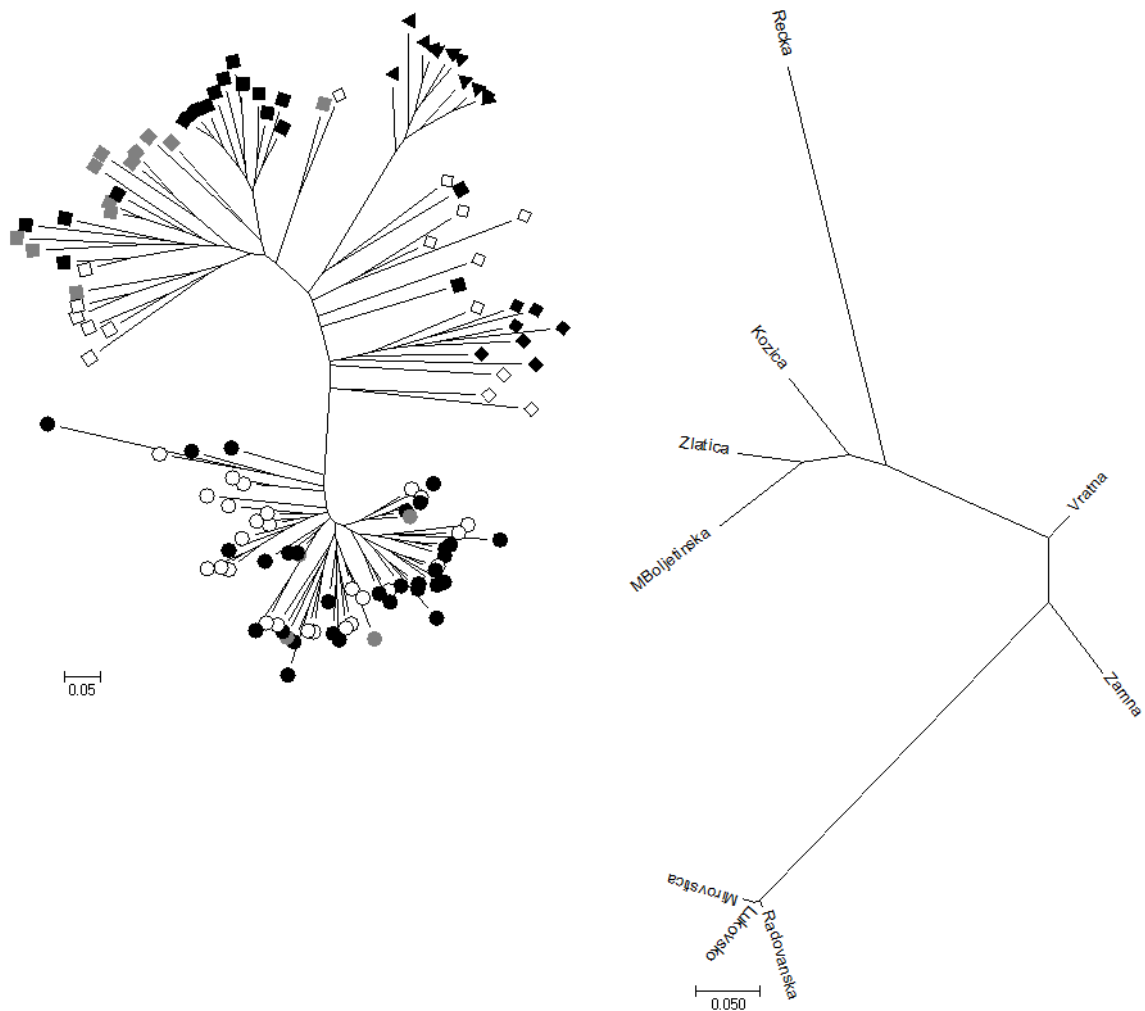 Recka
Kozica
Zlatica
MBoljetinska
Vratna
Zamna
Mirovstica
Lukovsko
Radovanska
0.05
0.050